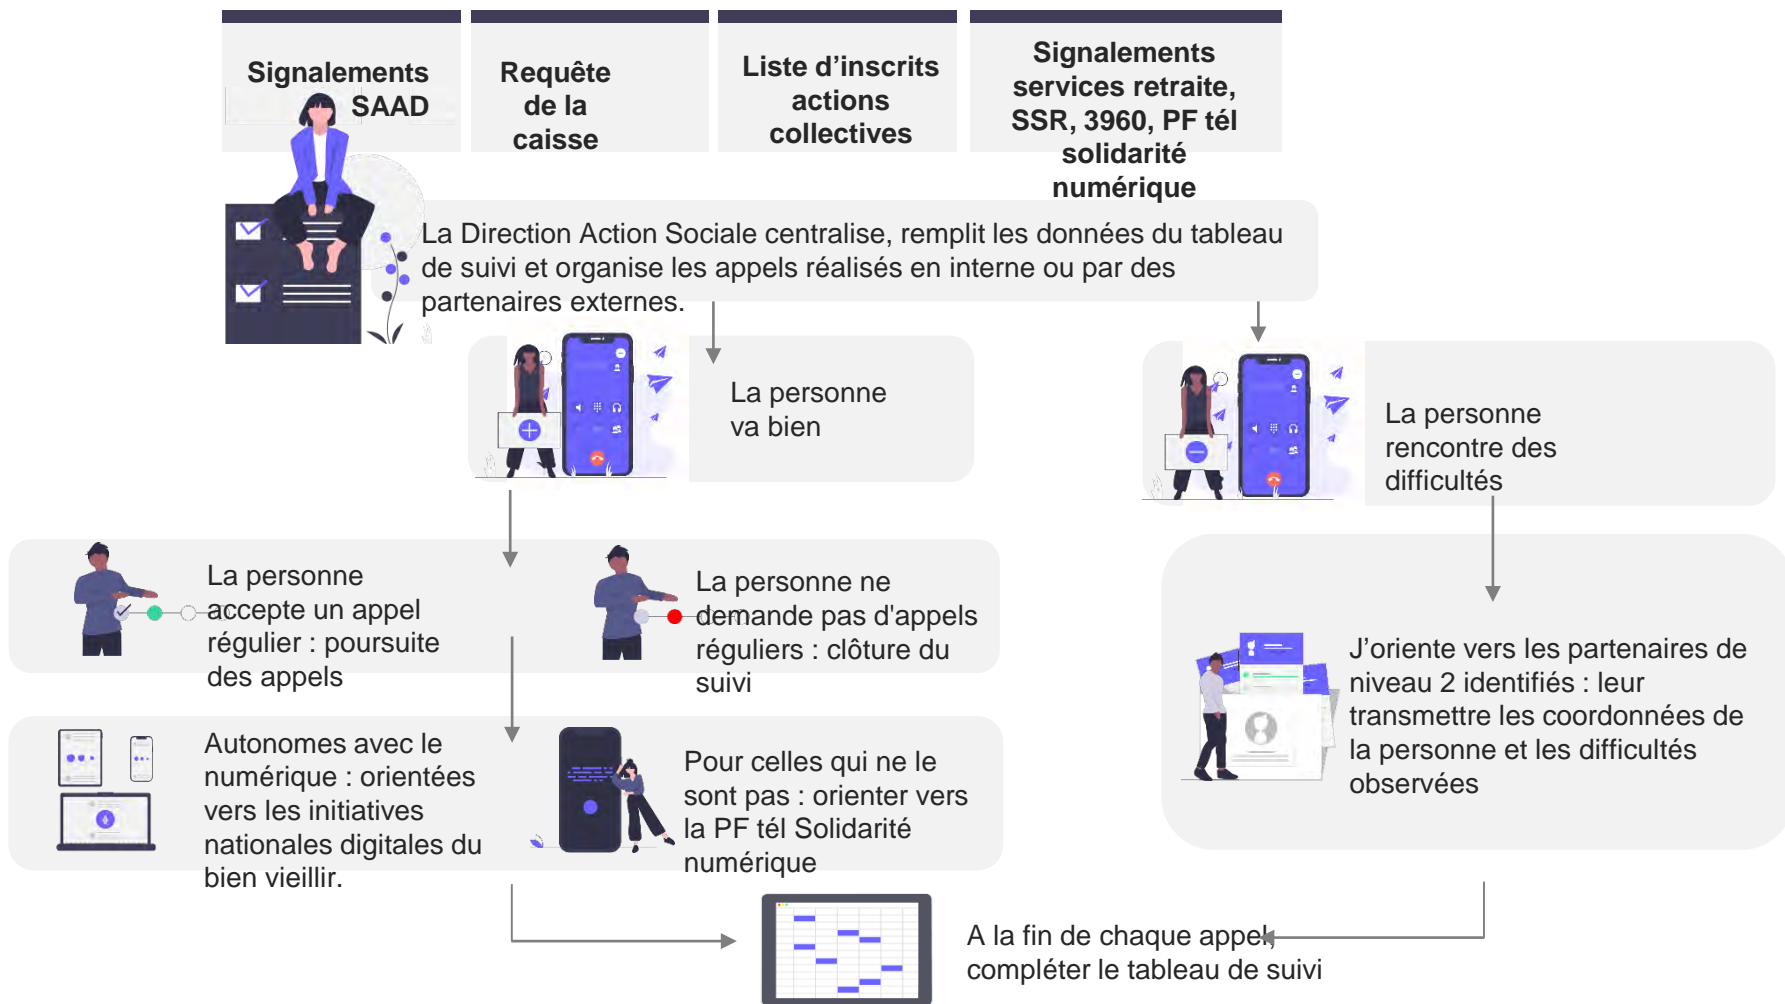 Signalements
SAAD
Requête
de la
caisse
Liste d’inscrits
actions
collectives
Signalements
services retraite,
SSR, 3960, PF tél
solidarité
numérique
La Direction Action Sociale centralise, remplit les données du tableau
de suivi et organise les appels réalisés en interne ou par des
partenaires externes.
La personne
va bien
La personne
rencontre des
difficultés
La personne
accepte un appel
régulier : poursuite
des appels
La personne ne
demande pas d'appels
réguliers : clôture du
suivi
J’oriente vers les partenaires de
niveau 2 identifiés : leur
transmettre les coordonnées de
la personne et les difficultés
observées
Autonomes avec le
numérique : orientées
vers les initiatives
nationales digitales du
bien vieillir.
Pour celles qui ne le
sont pas : orienter vers
la PF tél Solidarité
numérique
A la fin de chaque appel,
compléter le tableau de suivi